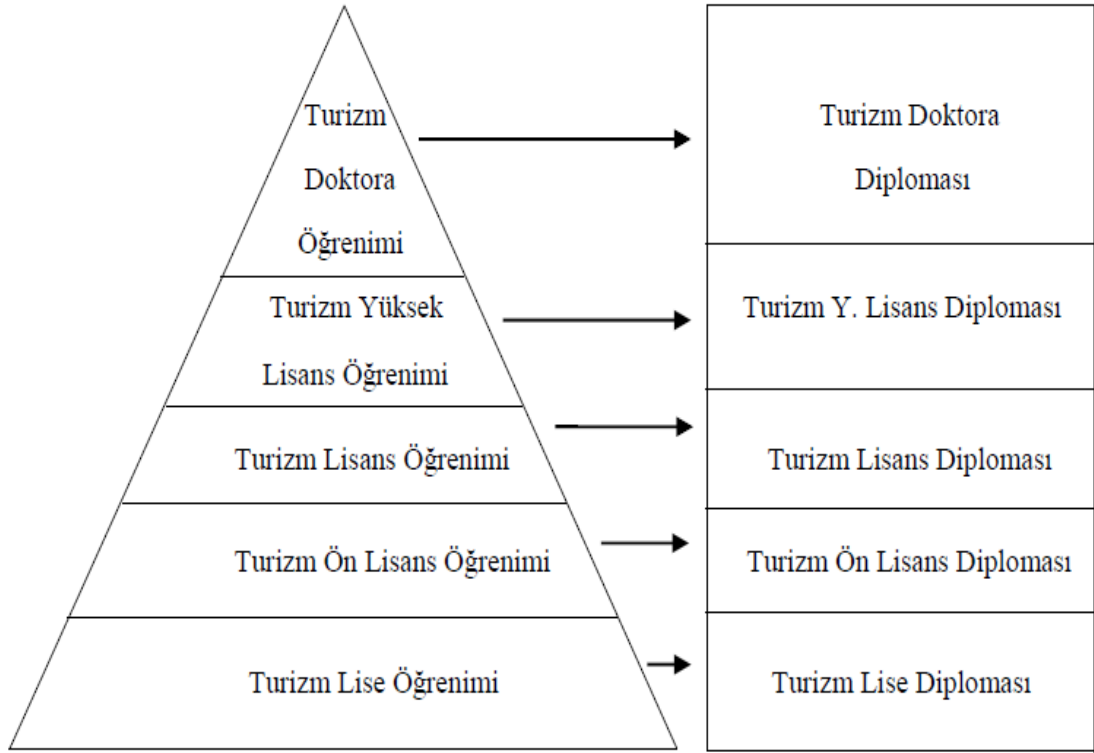 Turizm
Doktora
Öğrenimi
Turizm Doktora
Diploması
Turizm Yüksek
Lisans Öğrenimi
Turizm Y. Lisans Diploması
Turizm Lisans Öğrenimi
Turizm Lisans Diploması
Turizm Ön Lisans Öğrenimi
Turizm Ön Lisans Diploması
Turizm Lise Öğrenimi
Turizm Lise Diploması